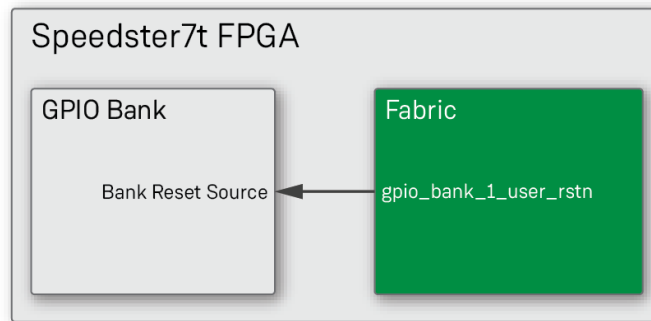 Speedster7t FPGA
GPIO Bank
Fabric
Bank Reset Source
gpio_bank_1_user_rstn